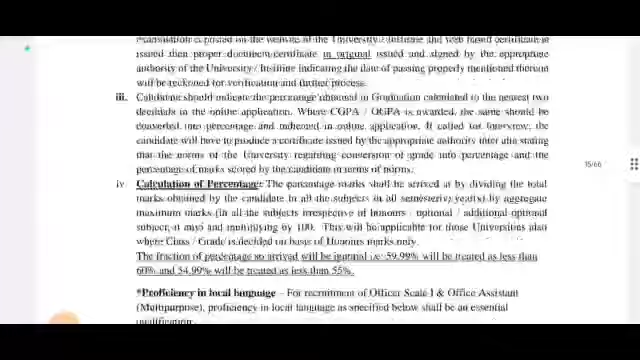 calculation is posted on the website of the University / Institute and web based certificate is
issued then proper document/certificate in original issued and signed by the appropriate
authority of the University / Institute indicating the date of passing properly mentioned thereon
will be reckoned for verification and further process.
iii. Candidate should indicate the percentage obtained in Graduation calculated to the nearest two
decimals in the online application. Where CGPA / OGPA is awarded, the same should be
converted into percentage and indicated in online application. If called for interview, the
candidate will have to produce a certificate issued by the appropriate authority inter alia stating
that the norms of the University regarding conversion of grade into percentage and the
percentage of marks scored by the candidate in terms of norms.
15/66
iv Calculation of Percentage: The percentage marks shall be arrived at by dividing the total
marks obtained by the candidate in all the subjects in all semester(s)/year(s) by aggregate
maximum marks (in all the subjects irrespective of honours / optional / additional optional
subject, if any) and multiplying by 100. This will be applicable for those Universities also
where Class / Grade is decided on basis of Honours marks only.
The fraction of percentage so arrived will be ignored i.e. 59.99% will be treated as less than
60% and 54.99% will be treated as less than 55%.
*Proficiency in local language – For recruitment of Officer Scale I & Office Assistant
(Multipurpose), proficiency in local language as specified below shall be an essential
qualification.